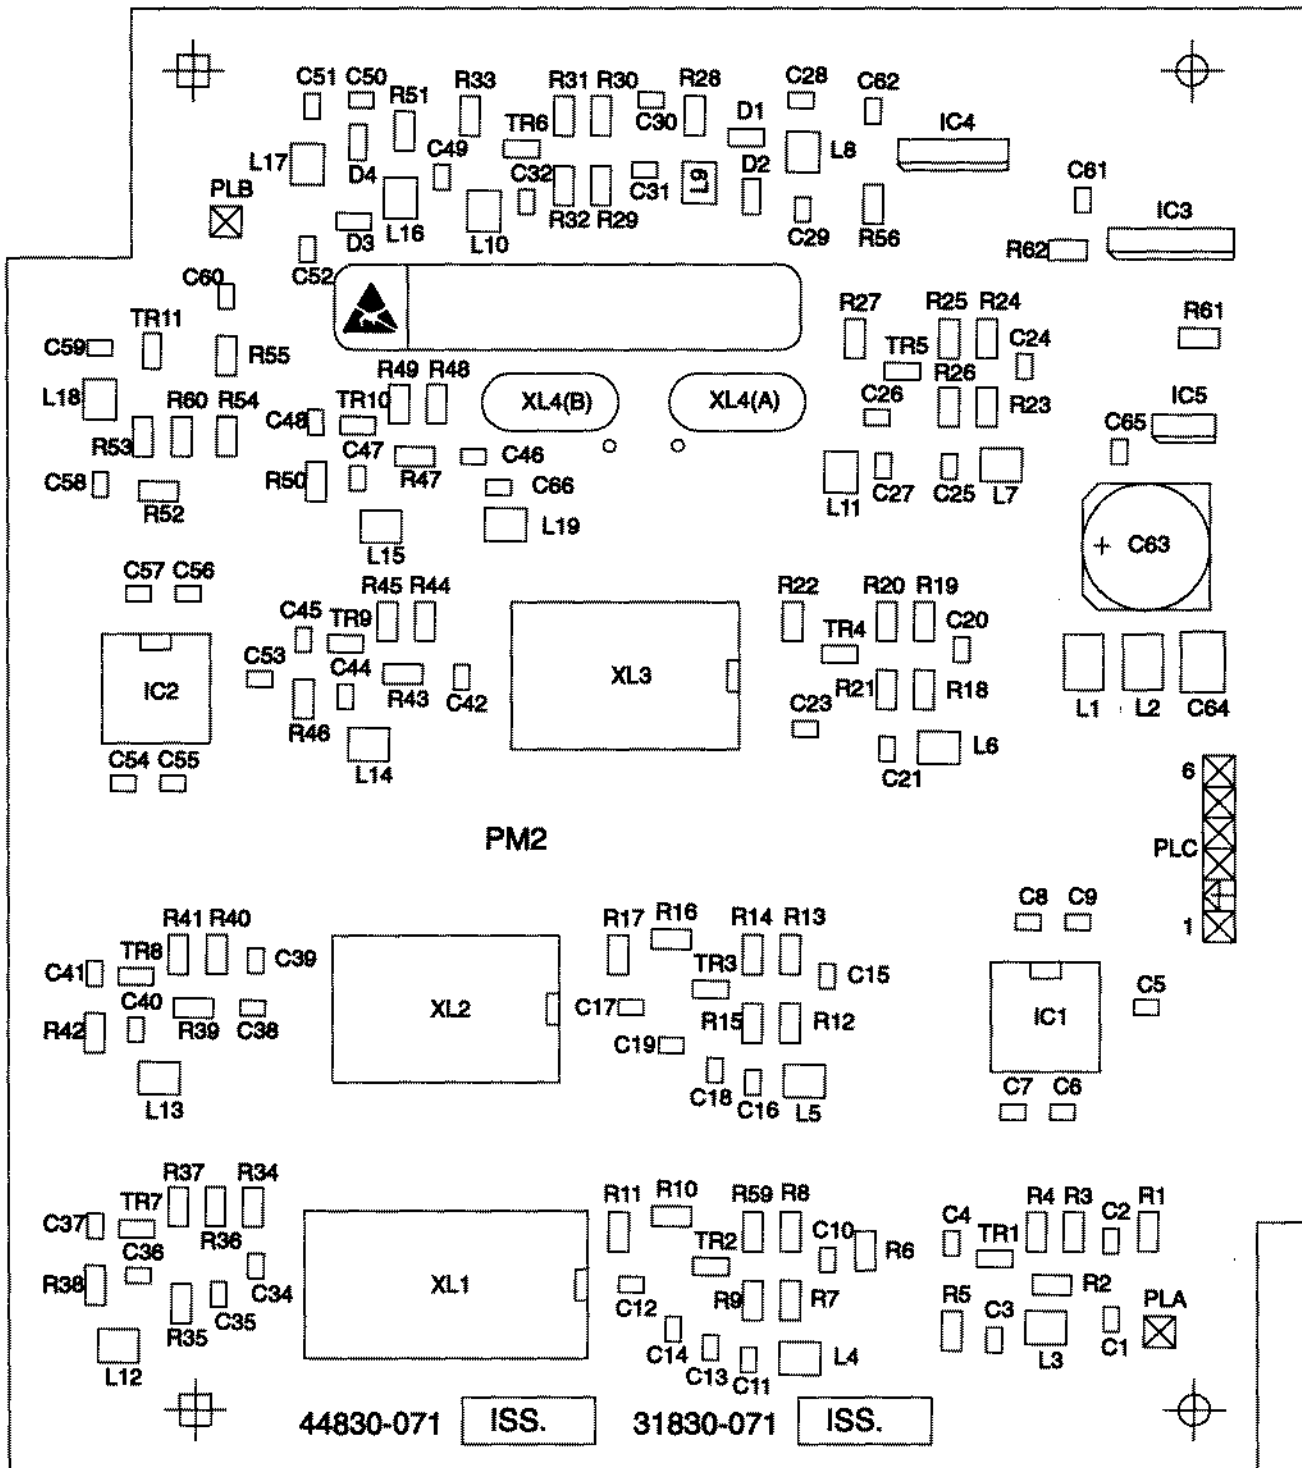 C51 C50 R51 R33 R31 R30 R28 C28 C62
TR6 C30 D1 IC4
L17 D4 C49 C32 C31 L9 D2 L8 C61
PLB L16 L10 R32 R29 C29 R56 IC3
D3 R62
C60 C52
TR11 R27 R25 R24 R61
C59 R55 R49 R48 TR5 C24
L18 R60 R54 TR10 XL4(B) XL4(A) R26 IC5
R53 C48 C26 R23 C65
C58 R50 C47 R47 C46
R52 C66 L11 C27 C25 L7
L15 L19 C63
C57 C56 R45 R44 R22 R20 R19
C45 TR9 TR4 C20
IC2 C53 C44 R43 C42 XL3 R21 R18
R46 C23 L1 L2 C64
C54 C55 L14 C21 L6
6
PM2 PLC
C8 C9 1
R41 R40 R17 R16 R14 R13
C41 TR8 C39 TR3 C15
C40 C5
R42 R39 C38 XL2 C17 R15 R12 IC1
C19
L13 C18 C16 L5 C7 C6
R37 R34 R11 R10 R59 R8 R4 R3 R1
C37 TR7 R36 TR2 C10 R6 C4 TR1 C2
C36 C34
R38 R35 C35 XL1 C12 R9 R7 R5 C3 R2 PLA
L12 C14 C13 C11 L4 L3 C1
44830-071 ISS. 31830-071 ISS.